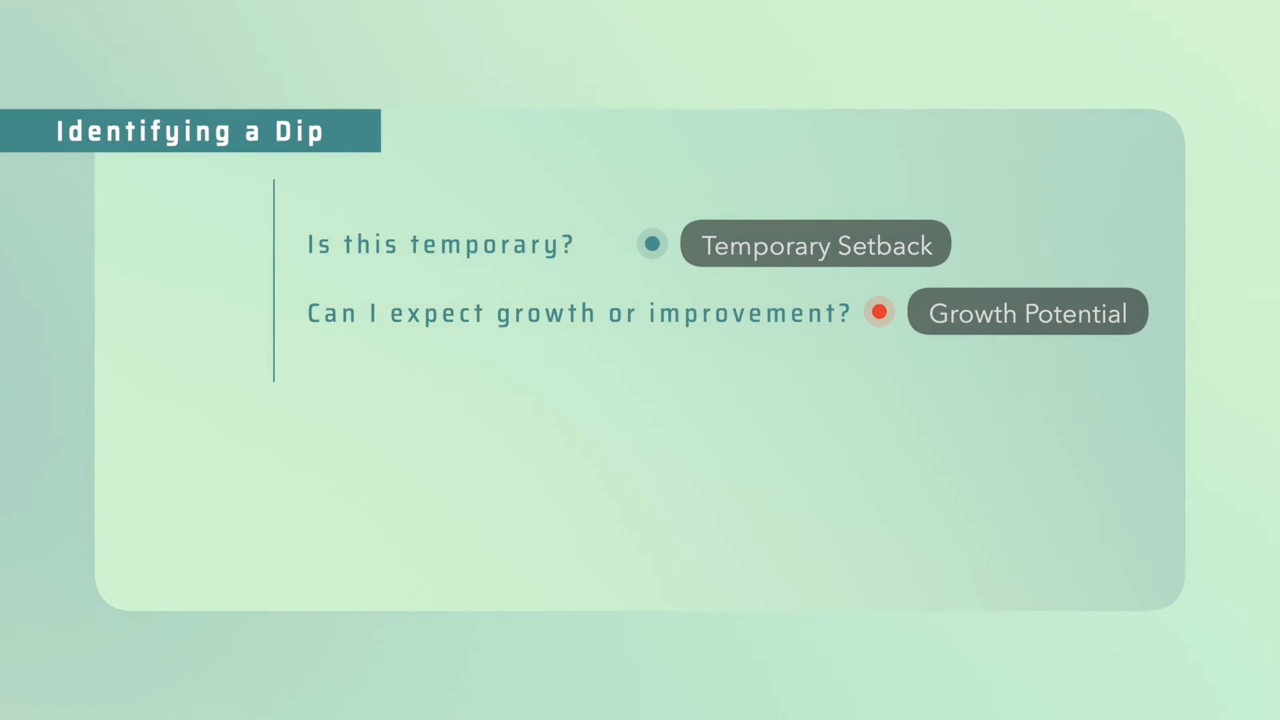 Identifying a Dip
Is this temporary? Temporary Setback
Can I expect growth or improvement? Growth Potential